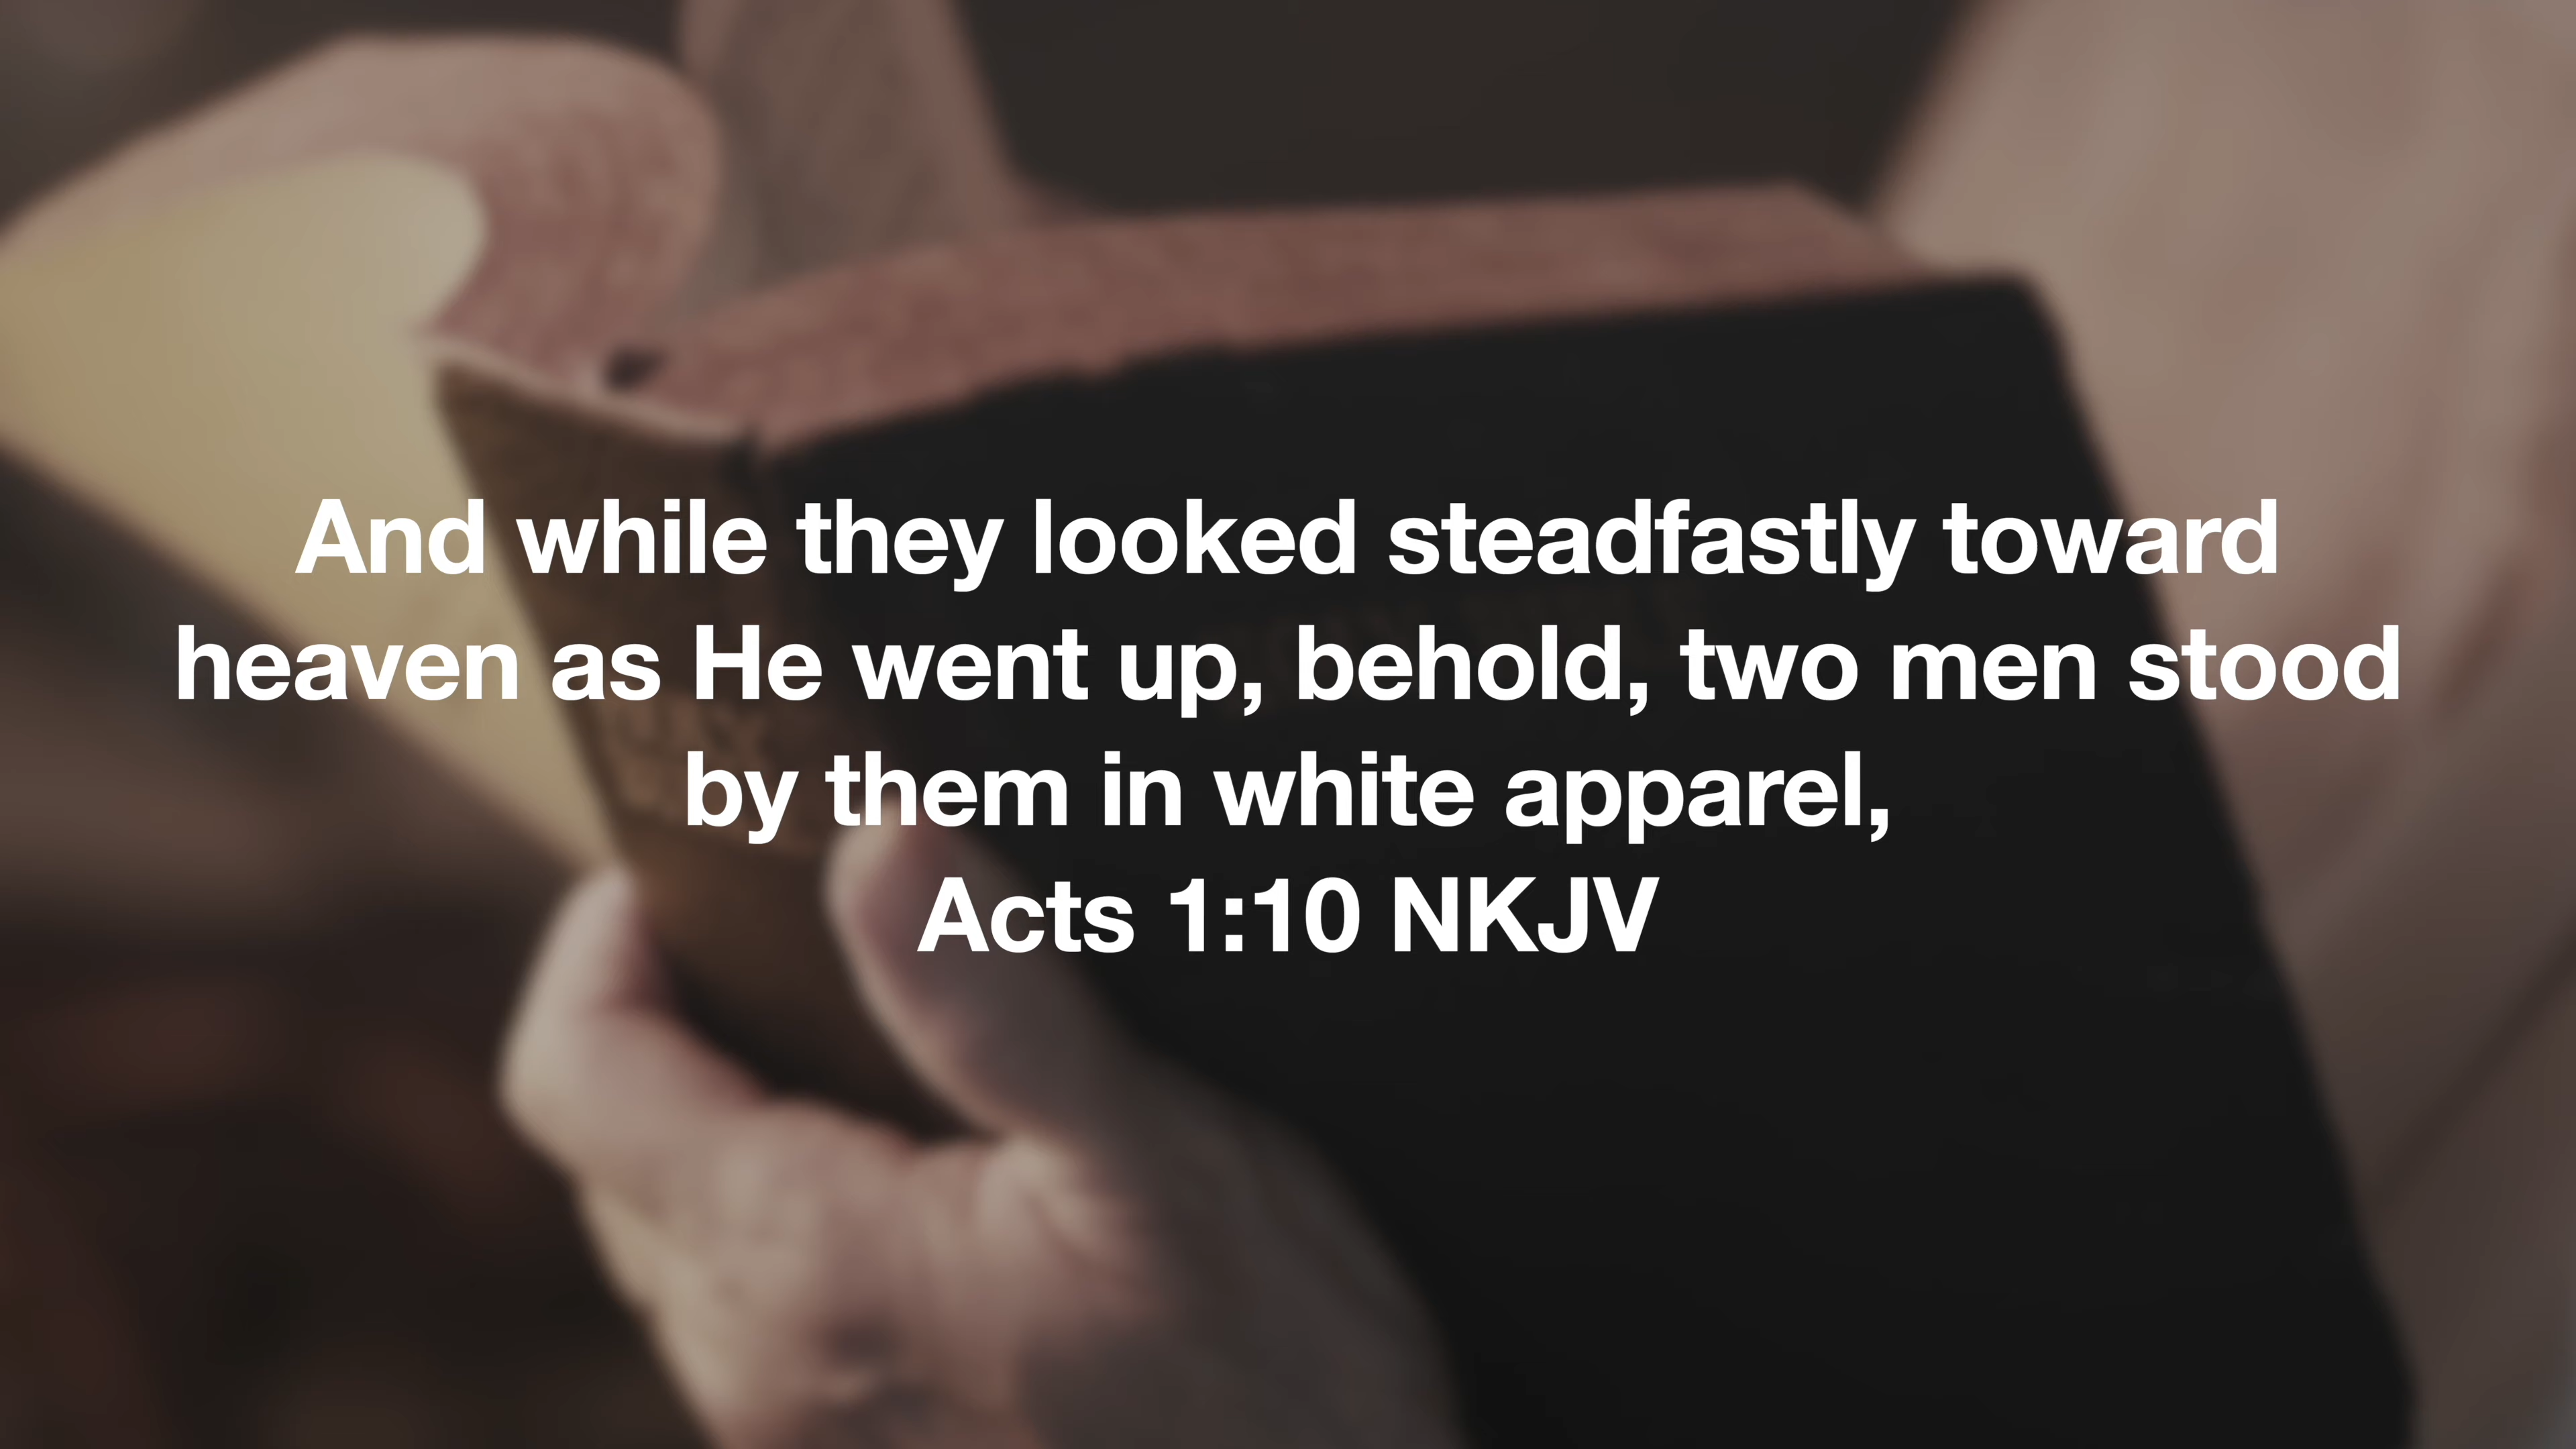 And while they looked steadfastly toward
heaven as He went up, behold, two men stood
by them in white apparel,
Acts 1:10 NKJV